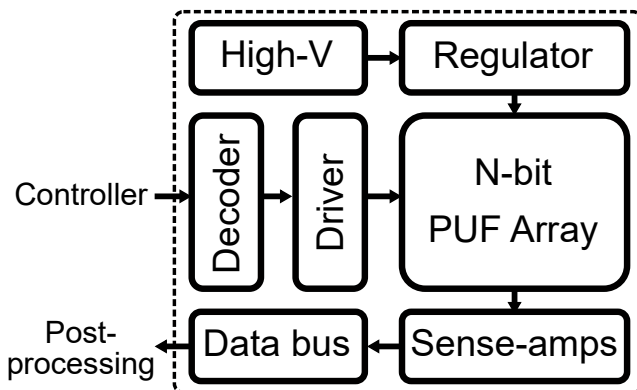 High-V
Regulator
Controller
Decoder
Driver
N-bit
PUF Array
Post-
processing
Data bus
Sense-amps